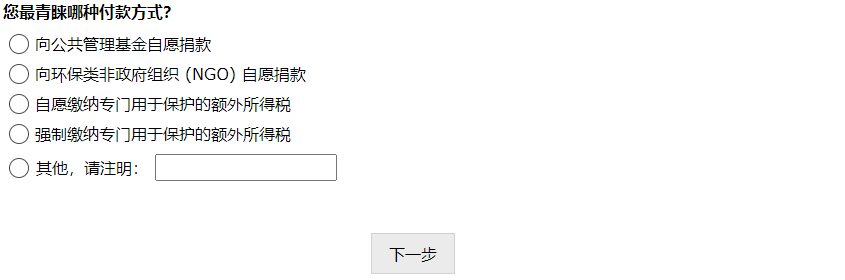 您最青睐哪种付款方式？
向公共管理基金自愿捐款
向环保类非政府组织 (NGO) 自愿捐款
自愿缴纳专门用于保护的额外所得税
强制缴纳专门用于保护的额外所得税
其他，请注明：
下一步